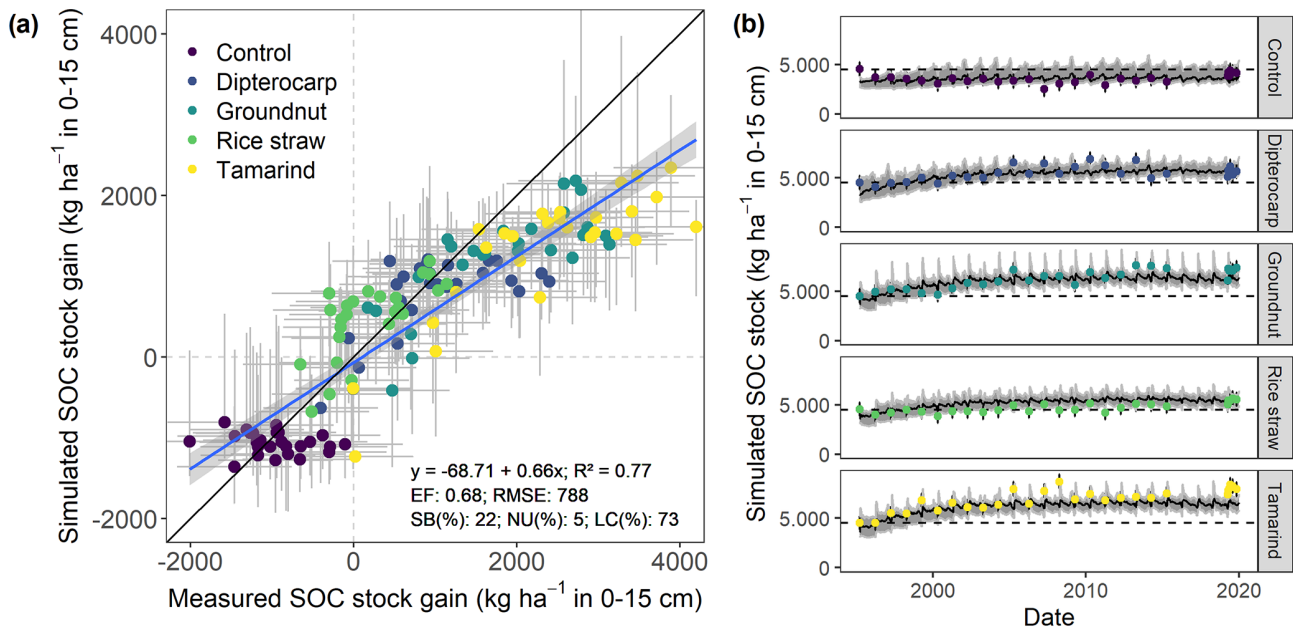 (a)
Simulated SOC stock gain (kg ha⁻¹ in 0-15 cm)
4000
2000
0
-2000
Control
Dipterocarp
Groundnut
Rice straw
Tamarind
y = -68.71 + 0.66x; R² = 0.77
EF: 0.68; RMSE: 788
SB(%): 22; NU(%): 5; LC(%): 73
-2000
0
2000
4000
Measured SOC stock gain (kg ha⁻¹ in 0-15 cm)
(b)
Simulated SOC stock (kg ha⁻¹ in 0-15 cm)
5.000
0
Control
5.000
0
Dipterocarp
5.000
0
Groundnut
5.000
0
Rice straw
5.000
0
Tamarind
2000
2010
2020
Date